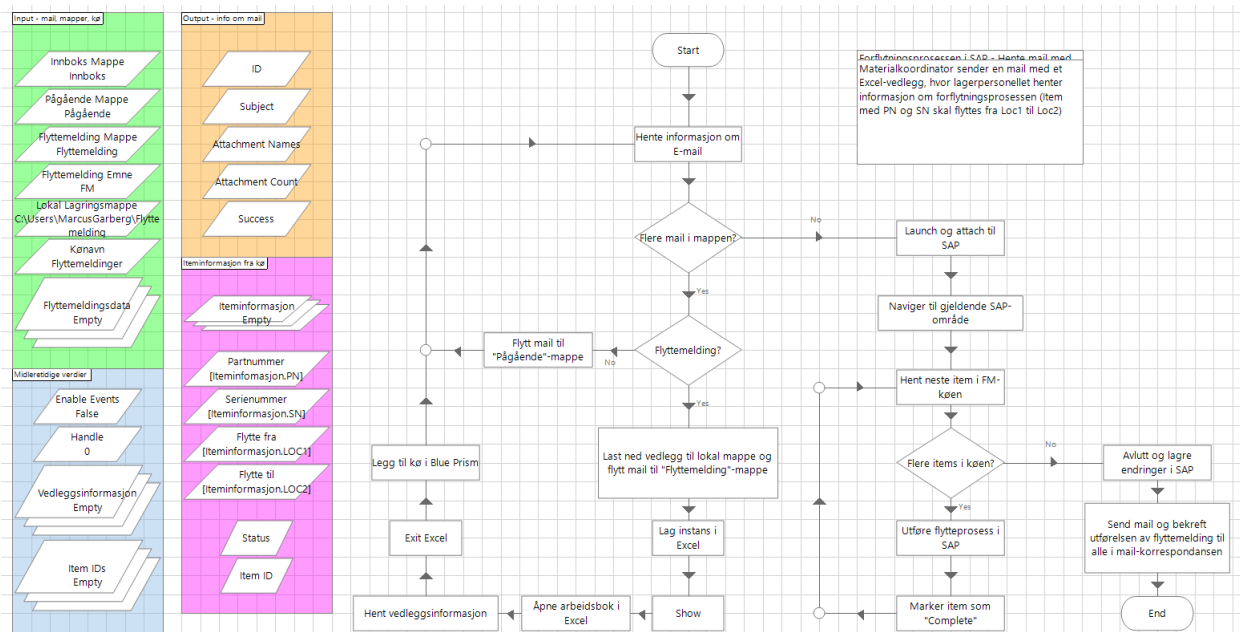 Input - mail, mapper, kø
Innboks Mappe
Innboks
Pågående Mappe
Pågående
Flyttemelding Mappe
Flyttemelding
Flyttemelding Emne
FM
Lokal Lagringsmappe
C:\Users\MarcusGarberg\Flytte
melding
Kønavn
Flyttemeldinger
Flyttemeldingsdata
Empty
Midleretidige verdier
Enable Events
False
Handle
0
Vedleggsinformasjon
Empty
Item IDs
Empty
Output - info om mail
ID
Subject
Attachment Names
Attachment Count
Success
Iteminformasjon fra kø
Iteminformasjon
Empty
Partnummer
[Iteminfomasjon.PN]
Serienummer
[Iteminformasjon.SN]
Flytte fra
[Iteminformasjon.LOC1]
Flytte til
[Iteminformasjon.LOC2]
Status
Item ID
Start
Hente informasjon om
E-mail
Flere mail i mappen?
No
Yes
Flyttemelding?
No
Yes
Flytt mail til
"Pågående"-mappe
Last ned vedlegg til lokal mappe og
flytt mail til "Flyttemelding"-mappe
Lag instans i
Excel
Show
Åpne arbeidsbok i
Excel
Hent vedleggsinformasjon
Exit Excel
Legg til kø i Blue Prism
Forflytningsprosessen i SAP - Hente mail med
Materialkoordinator sender en mail med et
Excel-vedlegg, hvor lagerpersonellet henter
informasjon om forflytningsprosessen (Item
med PN og SN skal flyttes fra Loc1 til Loc2)
Launch og attach til
SAP
Naviger til gjeldende SAP-
område
Hent neste item i FM-
køen
Flere items i køen?
No
Yes
Utføre flytteprosess i
SAP
Marker item som
"Complete"
Avlutt og lagre
endringer i SAP
Send mail og bekreft
utførelsen av flyttemelding til
alle i mail-korrespondansen
End